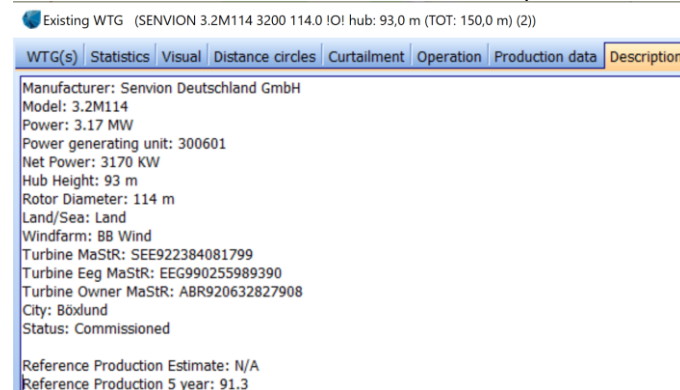 Existing WTG (SENVION 3.2M114 3200 114.0 !O! hub: 93,0 m (TOT: 150,0 m) (2))
WTG(s) Statistics Visual Distance circles Curtailment Operation Production data Description
Manufacturer: Senvion Deutschland GmbH
Model: 3.2M114
Power: 3.17 MW
Power generating unit: 300601
Net Power: 3170 KW
Hub Height: 93 m
Rotor Diameter: 114 m
Land/Sea: Land
Windfarm: BB Wind
Turbine MaStR: SEE922384081799
Turbine Eeg MaStR: EEG990255989390
Turbine Owner MaStR: ABR920632827908
City: Böxlund
Status: Commissioned
Reference Production Estimate: N/A
Reference Production 5 year: 91.3